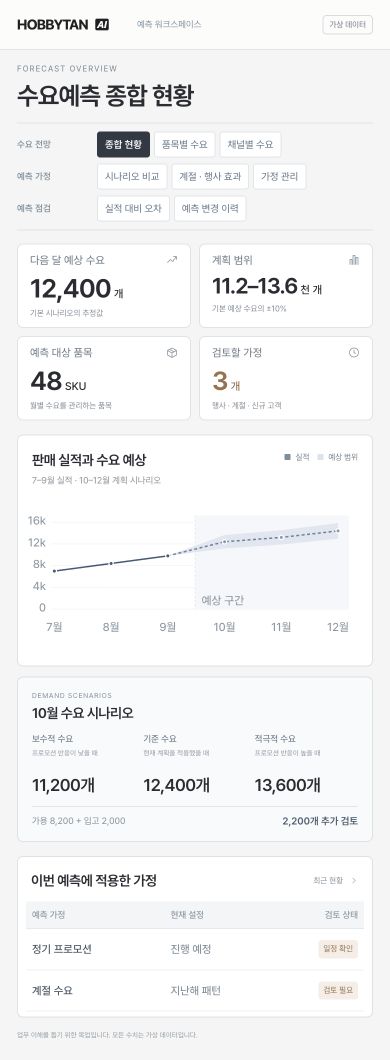 HOBBYTAN AI 예측 워크스페이스 가상 데이터
FORECAST OVERVIEW
수요예측 종합 현황
수요 전망 종합 현황 품목별 수요 채널별 수요
예측 가정 시나리오 비교 계절 · 행사 효과 가정 관리
예측 점검 실적 대비 오차 예측 변경 이력
다음 달 예상 수요
12,400 개
기본 시나리오의 추정값
계획 범위
11.2–13.6 천 개
기본 예상 수요의 ±10%
예측 대상 품목
48 SKU
월별 수요를 관리하는 품목
검토할 가정
3 개
행사 · 계절 · 신규 고객
판매 실적과 수요 예상
실적 예상 범위
7–9월 실적 · 10–12월 계획 시나리오
16k
12k
8k
4k
0
예상 구간
7월 8월 9월 10월 11월 12월
DEMAND SCENARIOS
10월 수요 시나리오
보수적 수요 기준 수요 적극적 수요
프로모션 반응이 낮을 때 현재 계획을 적용했을 때 프로모션 반응이 높을 때
11,200개 12,400개 13,600개
가용 8,200 + 입고 2,000 2,200개 추가 검토
이번 예측에 적용한 가정 최근 현황
예측 가정 현재 설정 검토 상태
정기 프로모션 진행 예정 일정 확인
계절 수요 지난해 패턴 검토 필요
업무 이해를 돕기 위한 목업입니다. 모든 수치는 가상 데이터입니다.